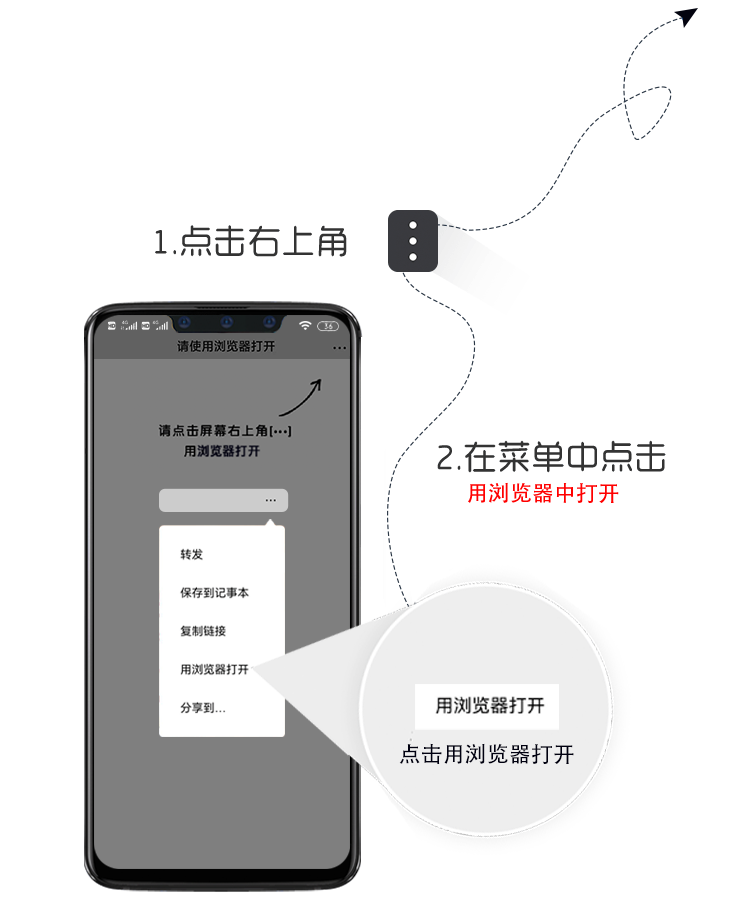 1.点击右上角
36
请使用浏览器打开
请点击屏幕右上角[•••]
用浏览器打开
2.在菜单中点击
用浏览器中打开
转发
保存到记事本
复制链接
用浏览器打开
分享到...
用浏览器打开
点击用浏览器打开